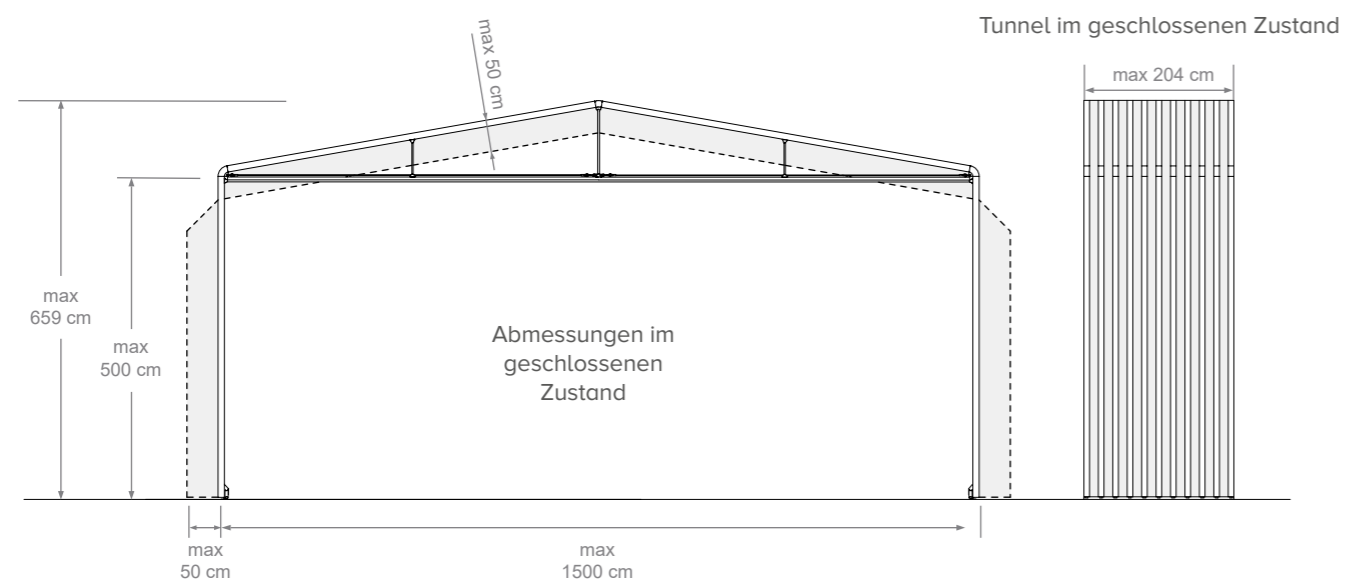 Tunnel im geschlossenen Zustand
max 204 cm
max 50 cm
max
659 cm
max
500 cm
Abmessungen im
geschlossenen
Zustand
max
50 cm
max
1500 cm